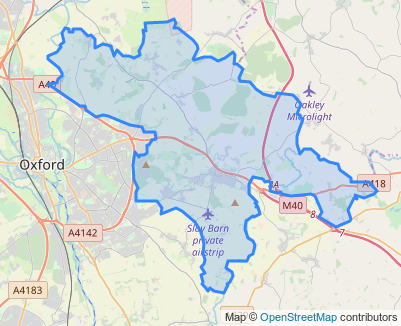 A40
Oakley
Microlight
Oxford
A418
M40
8
A4142
7
Slay Barn
private
airstrip
A4183
Map © OpenStreetMap contributors